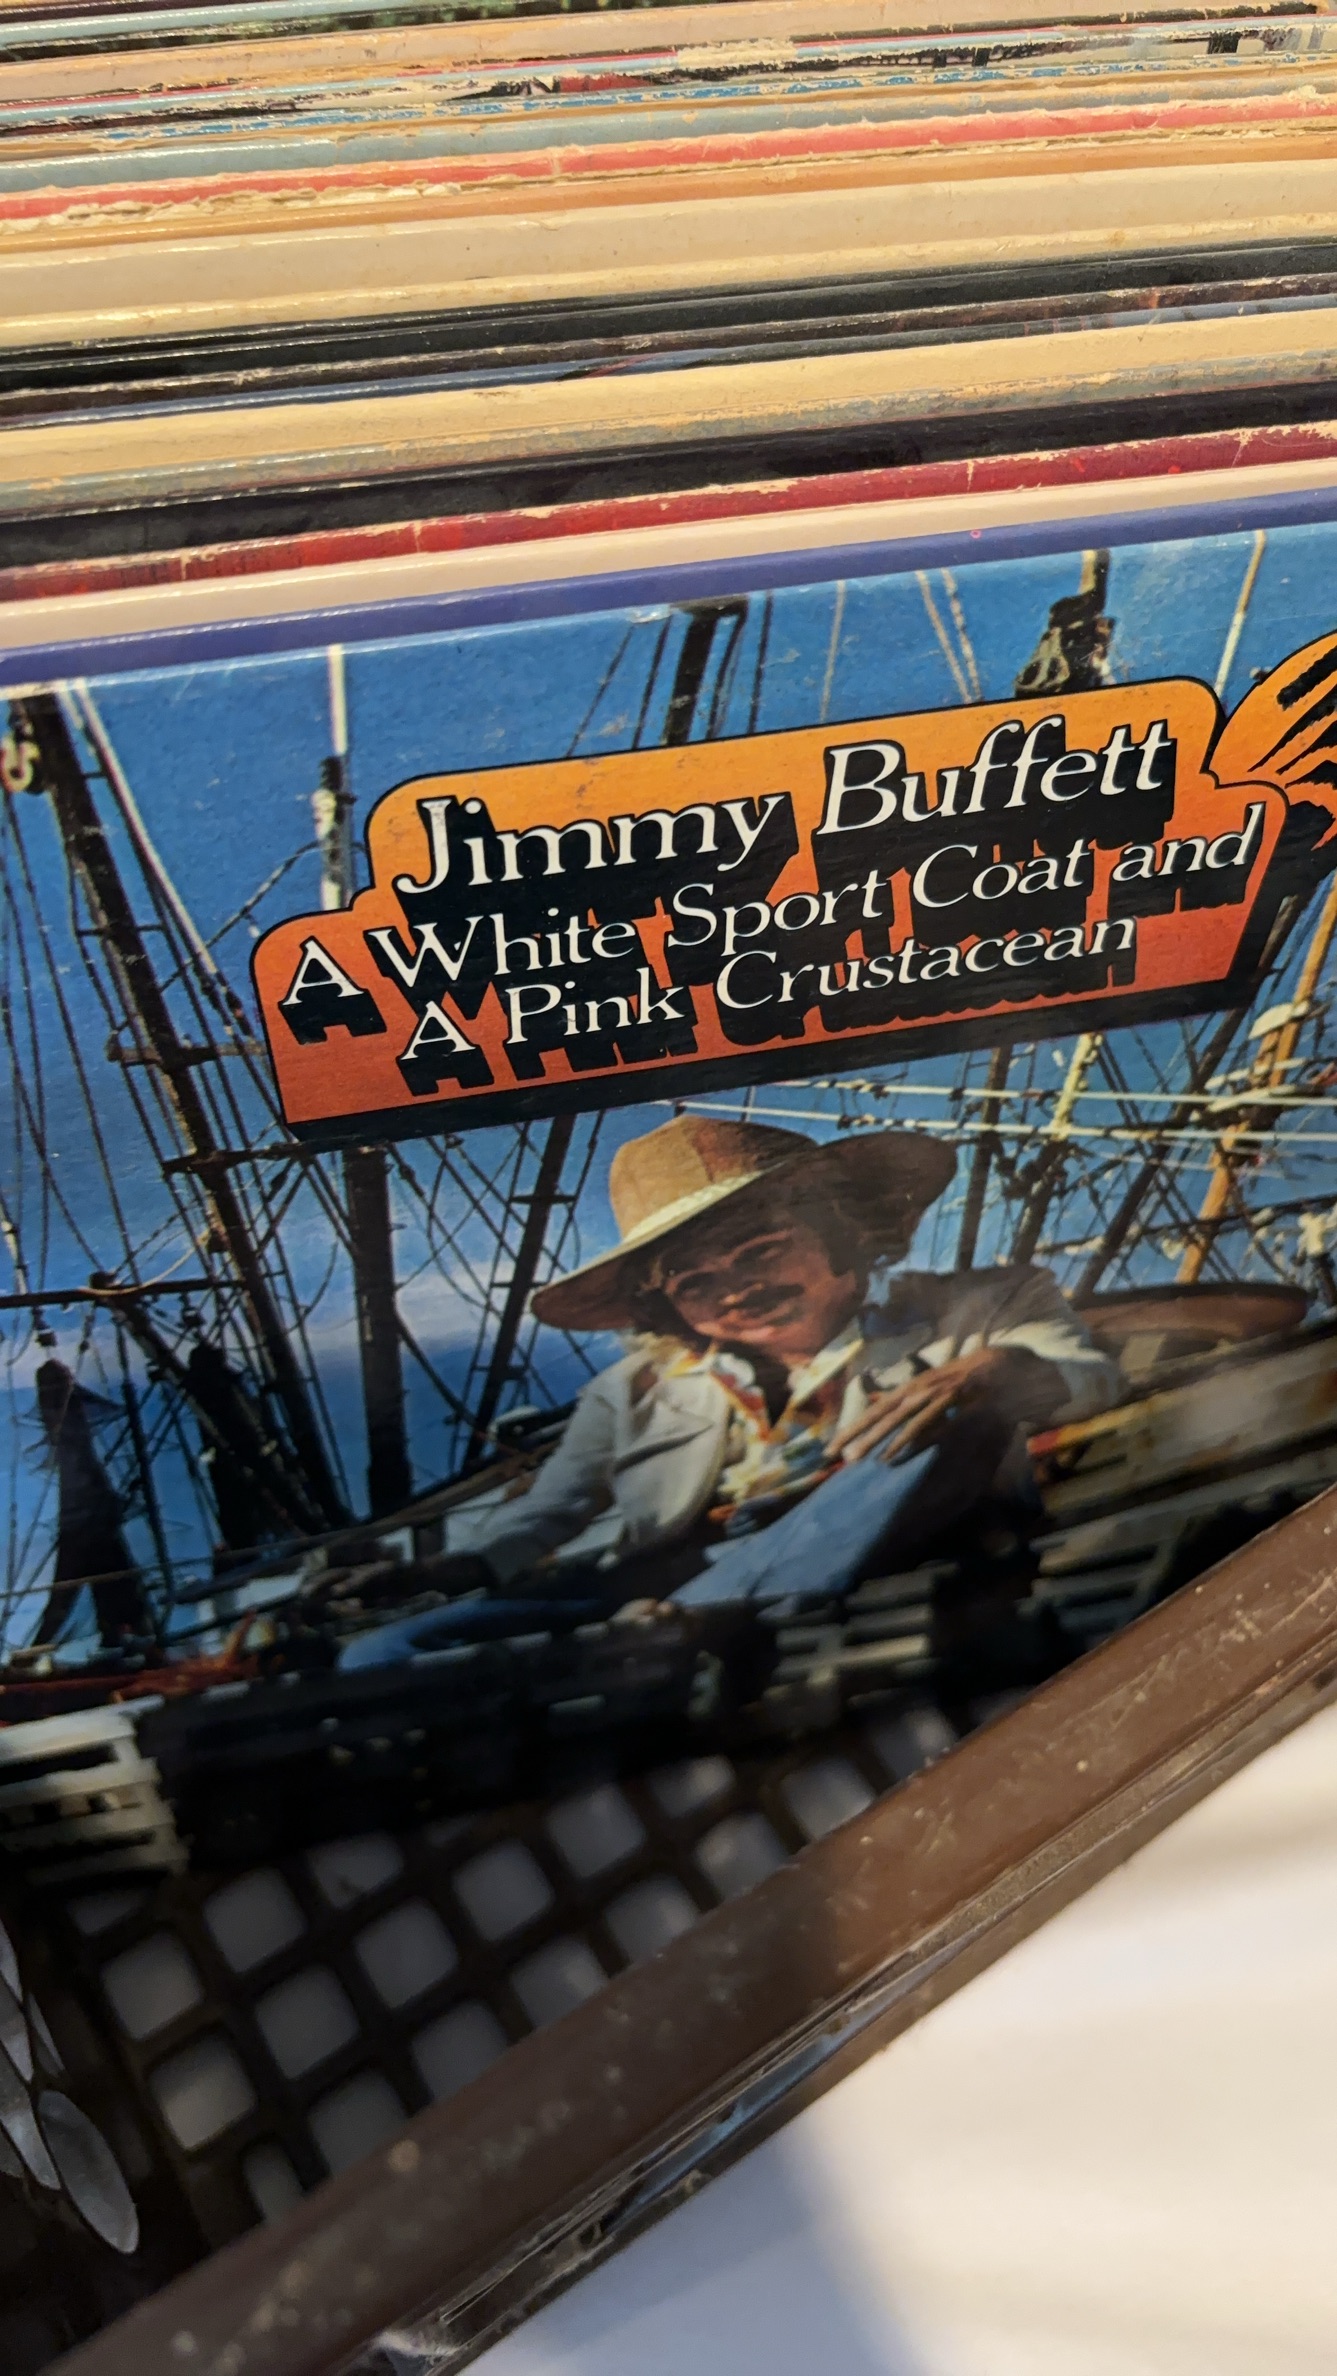 Jimmy Buffett
A White Sport Coat and
A Pink Crustacean